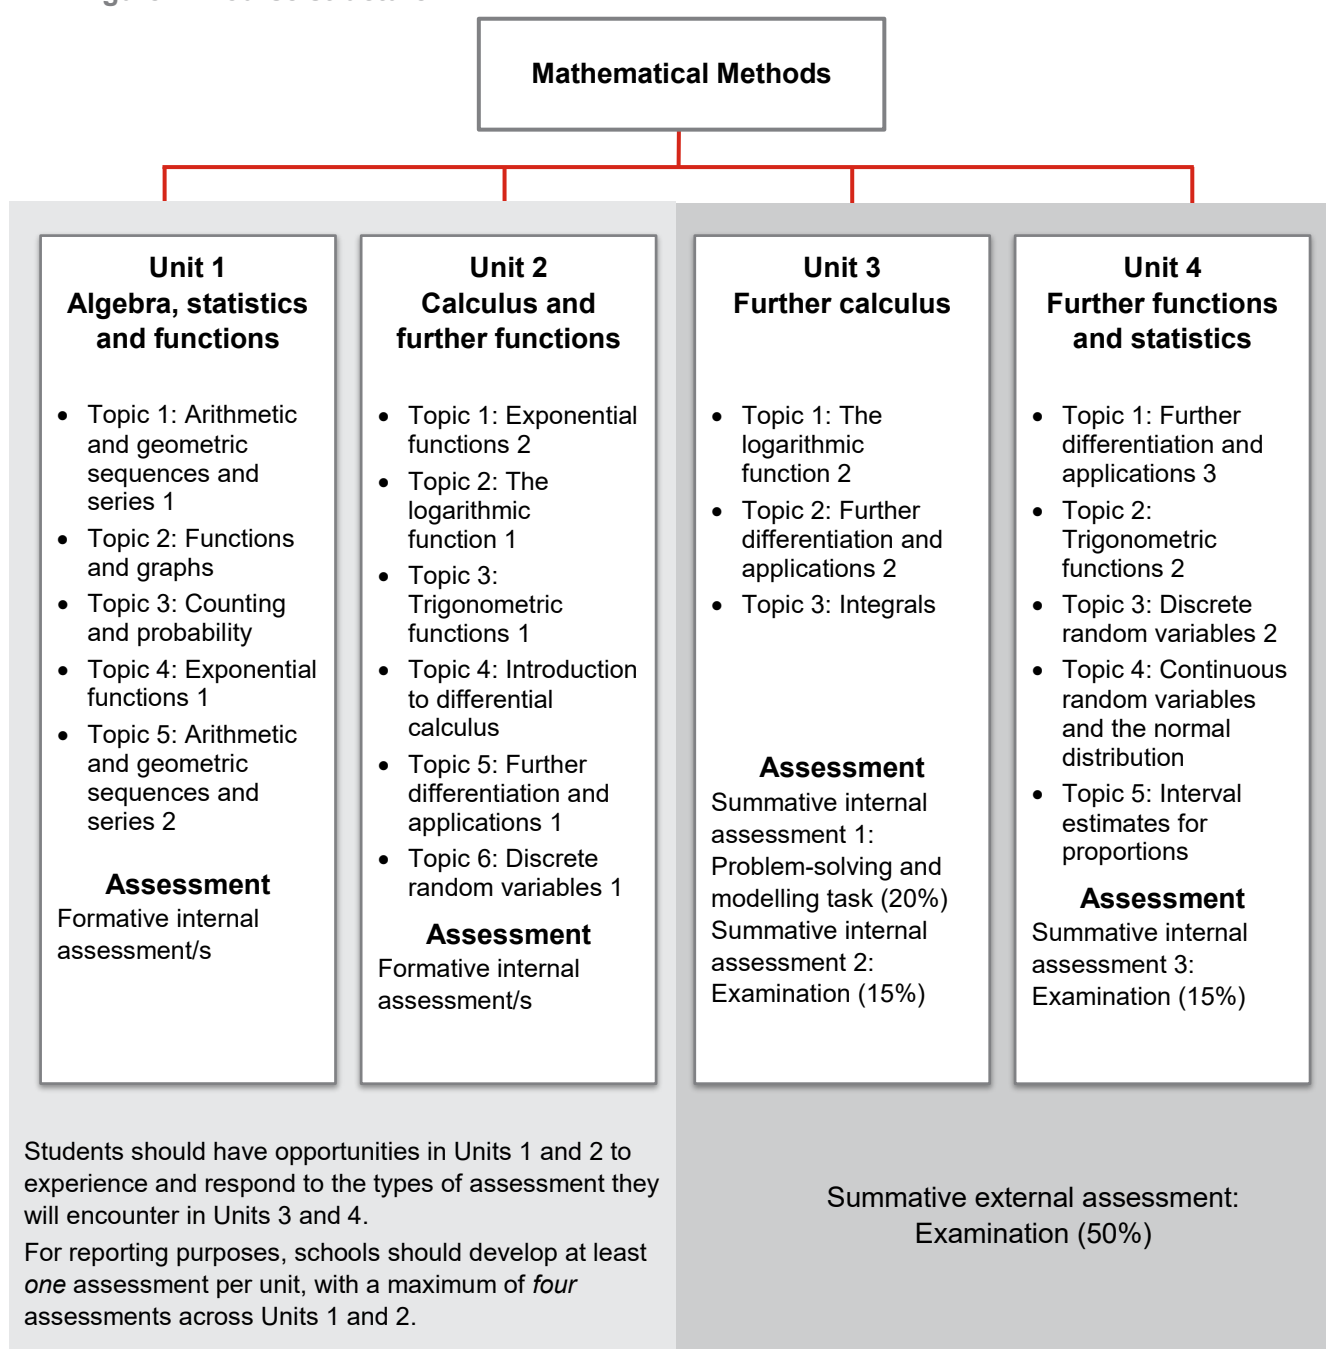 Mathematical Methods
Unit 1
Algebra, statistics
and functions
• Topic 1: Arithmetic
and geometric
sequences and
series 1
• Topic 2: Functions
and graphs
• Topic 3: Counting
and probability
• Topic 4: Exponential
functions 1
• Topic 5: Arithmetic
and geometric
sequences and
series 2
Assessment
Formative internal
assessment/s
Unit 2
Calculus and
further functions
• Topic 1: Exponential
functions 2
• Topic 2: The
logarithmic
function 1
• Topic 3:
Trigonometric
functions 1
• Topic 4: Introduction
to differential
calculus
• Topic 5: Further
differentiation and
applications 1
• Topic 6: Discrete
random variables 1
Assessment
Formative internal
assessment/s
Unit 3
Further calculus
• Topic 1: The
logarithmic
function 2
• Topic 2: Further
differentiation and
applications 2
• Topic 3: Integrals
Assessment
Summative internal
assessment 1:
Problem-solving and
modelling task (20%)
Summative internal
assessment 2:
Examination (15%)
Unit 4
Further functions
and statistics
• Topic 1: Further
differentiation and
applications 3
• Topic 2:
Trigonometric
functions 2
• Topic 3: Discrete
random variables 2
• Topic 4: Continuous
random variables
and the normal
distribution
• Topic 5: Interval
estimates for
proportions
Assessment
Summative internal
assessment 3:
Examination (15%)
Students should have opportunities in Units 1 and 2 to
experience and respond to the types of assessment they
will encounter in Units 3 and 4.
For reporting purposes, schools should develop at least
one assessment per unit, with a maximum of four
assessments across Units 1 and 2.
Summative external assessment:
Examination (50%)